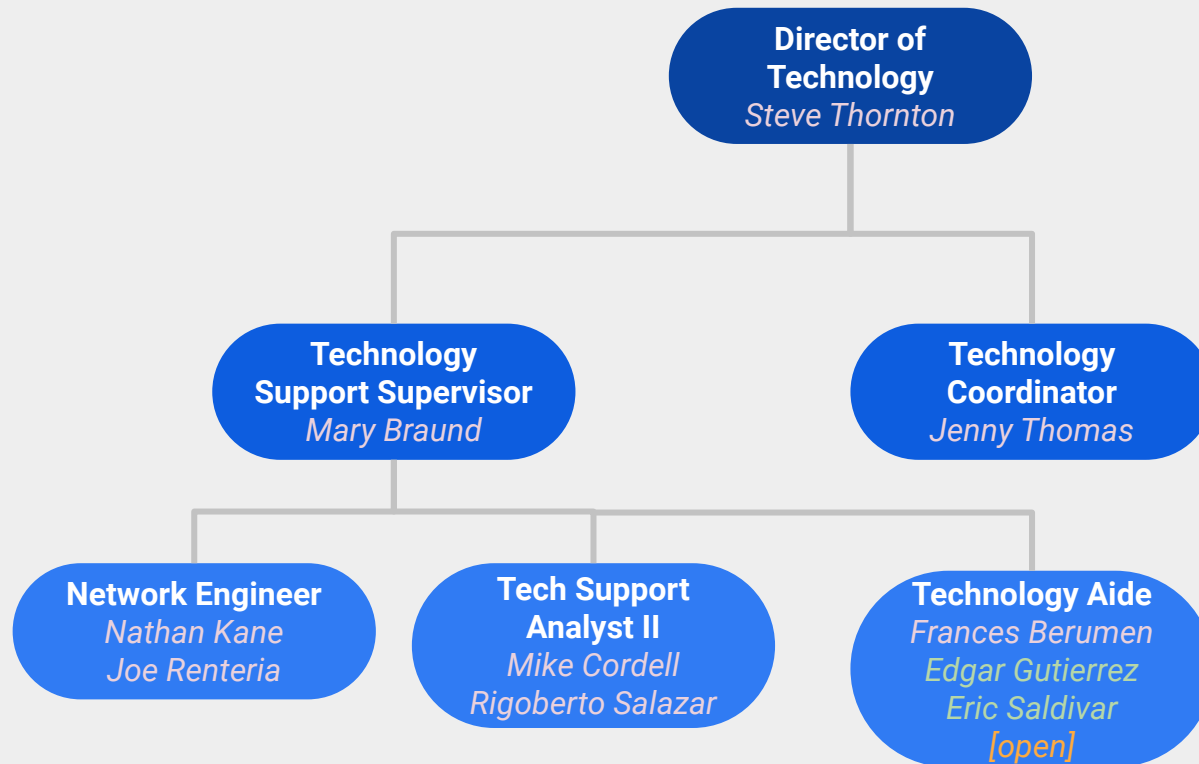 Director of
Technology
Steve Thornton
Technology
Support Supervisor
Mary Braund
Technology
Coordinator
Jenny Thomas
Network Engineer
Nathan Kane
Joe Renteria
Tech Support
Analyst II
Mike Cordell
Rigoberto Salazar
Technology Aide
Frances Berumen
Edgar Gutierrez
Eric Saldivar
[open]